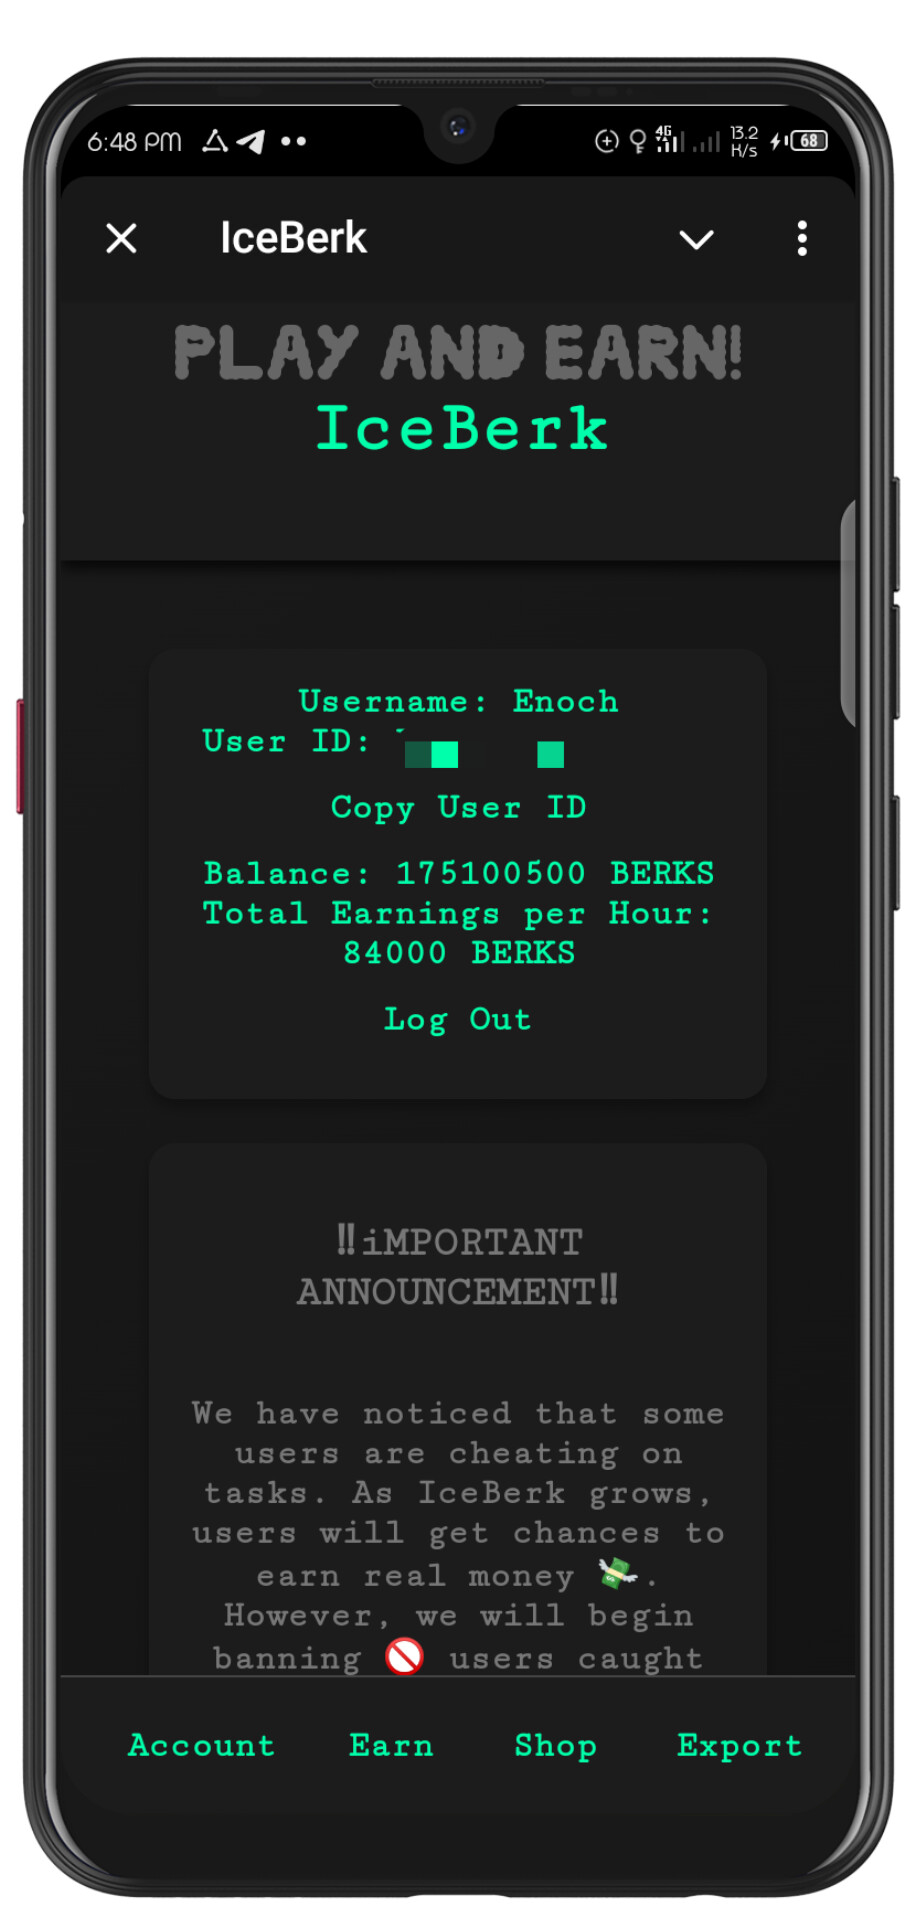 6:48 PM
4G
13.2
K/s
68
IceBerk
PLAY AND EARN!
IceBerk
Username: Enoch
User ID:
Copy User ID
Balance: 175100500 BERKS
Total Earnings per Hour:
84000 BERKS
Log Out
‼iMPORTANT
ANNOUNCEMENT‼
We have noticed that some
users are cheating on
tasks. As IceBerk grows,
users will get chances to
earn real money 💸.
However, we will begin
banning 🚫 users caught
Account Earn Shop Export